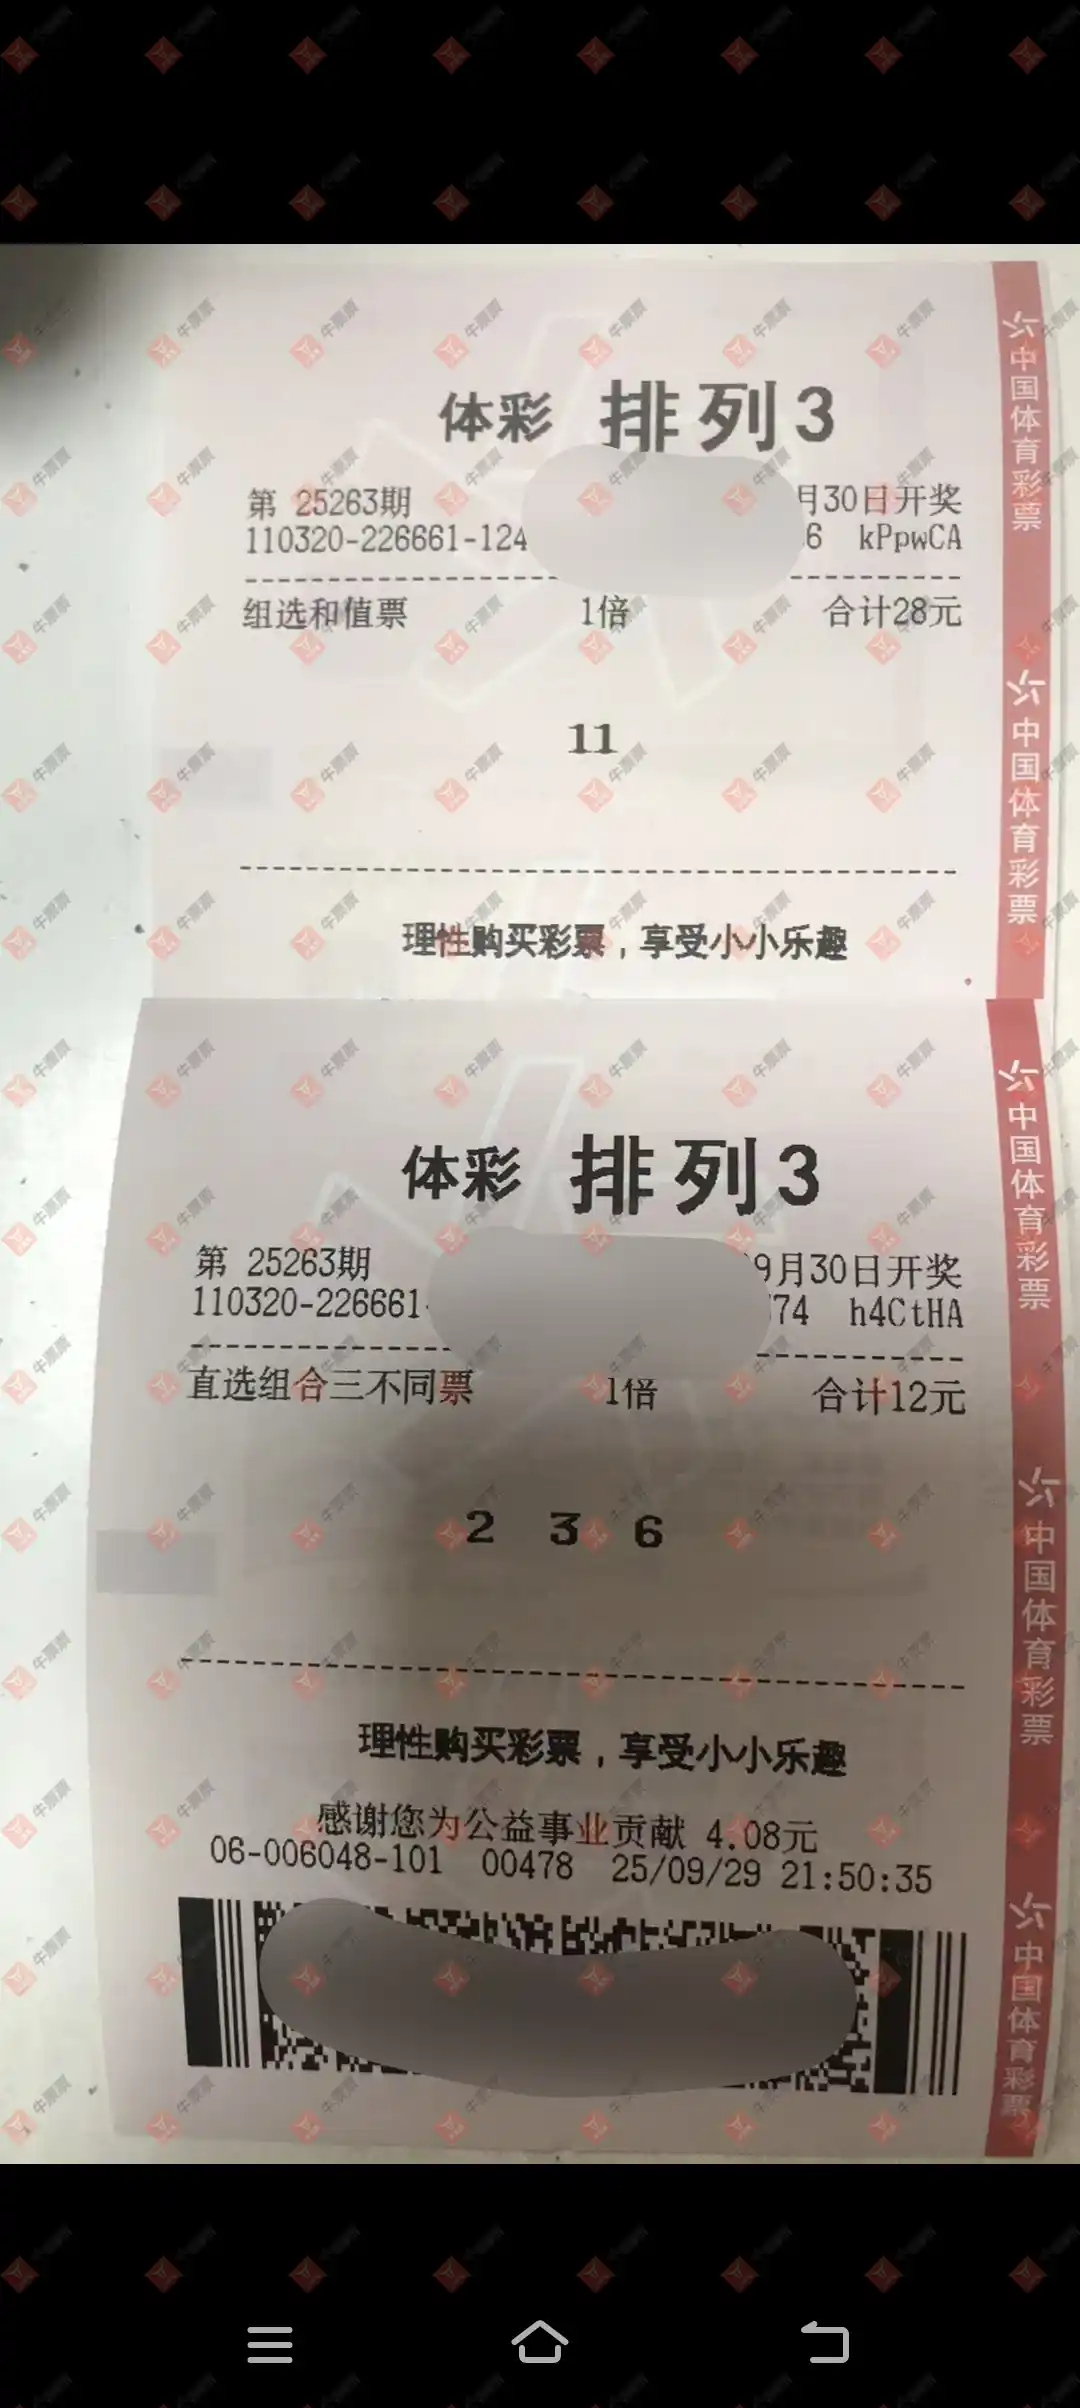 体彩 排列3
第 25263期 月30日开奖
110320-226661-124 6 kPpwCA
组选和值票 1倍 合计28元
11
理性购买彩票，享受小小乐趣
中国体育彩票
中国体育彩票
体彩 排列3
第 25263期 9月30日开奖
110320-226661- 74 h4CtHA
直选组合三不同票 1倍 合计12元
2 3 6
理性购买彩票，享受小小乐趣
感谢您为公益事业贡献 4.08元
06-006048-101 00478 25/09/29 21:50:35
中国体育彩票
中国体育彩票
中国体育彩票
牛票票